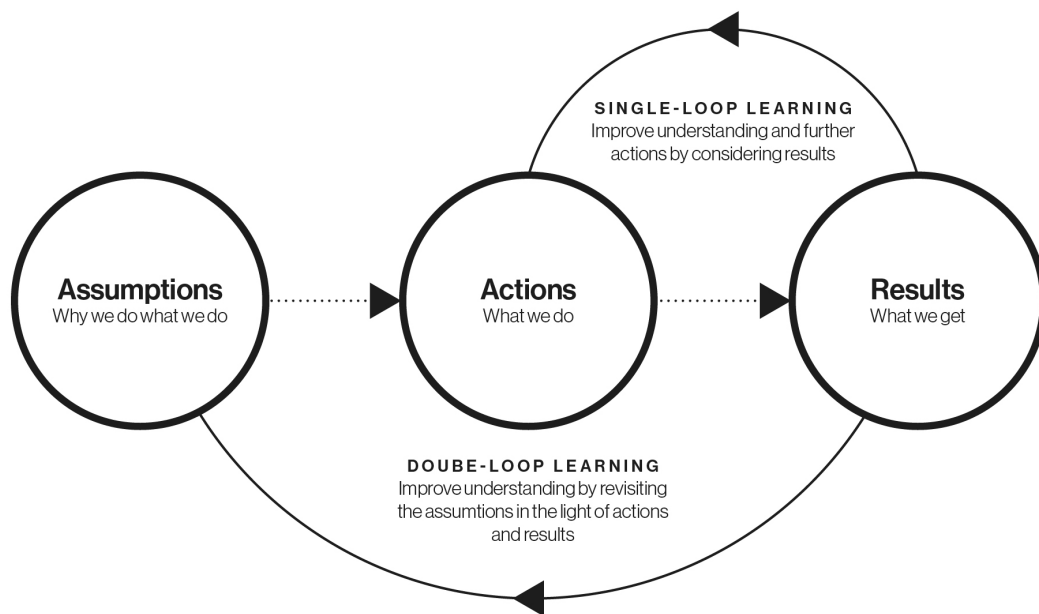 SINGLE-LOOP LEARNING
Improve understanding and further
actions by considering results
Assumptions
Why we do what we do
Actions
What we do
Results
What we get
DOUBE-LOOP LEARNING
Improve understanding by revisiting
the assumtions in the light of actions
and results